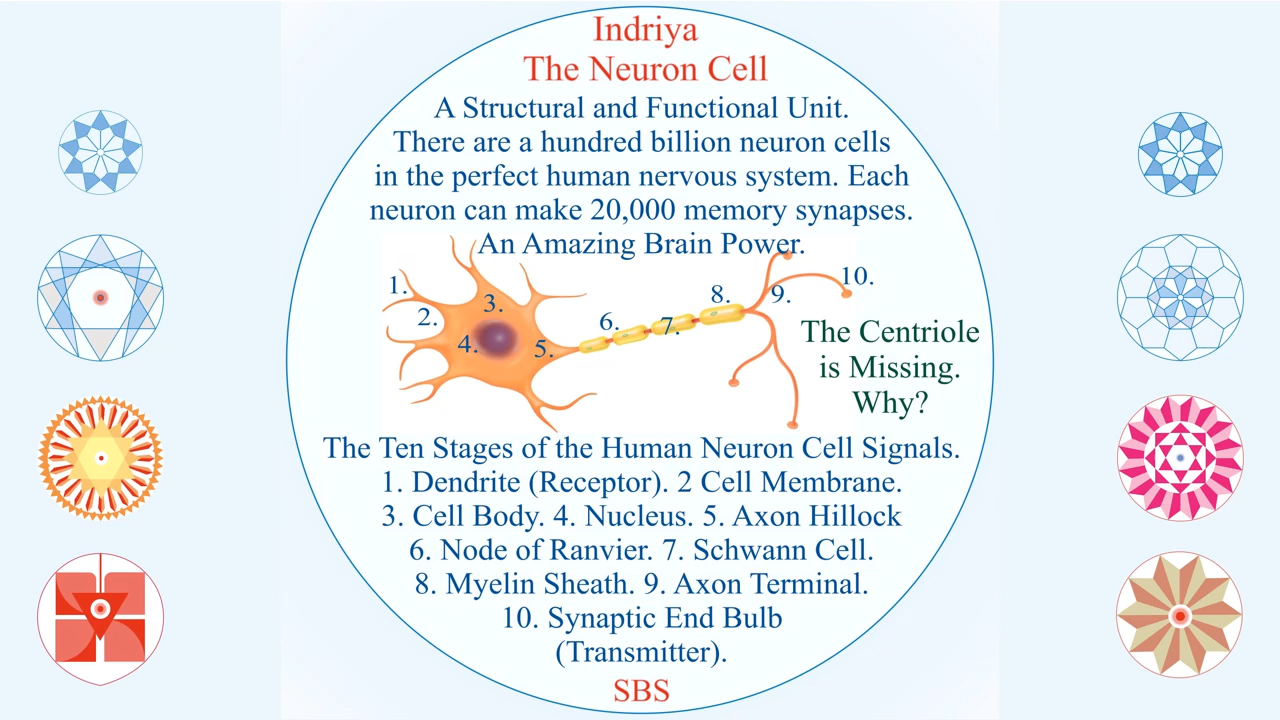 Indriya
The Neuron Cell
A Structural and Functional Unit.
There are a hundred billion neuron cells
in the perfect human nervous system. Each
neuron can make 20,000 memory synapses.
An Amazing Brain Power.
1.
2.
3.
4.
5.
6.
7.
8.
9.
10.
The Centriole
is Missing.
Why?
The Ten Stages of the Human Neuron Cell Signals.
1. Dendrite (Receptor). 2 Cell Membrane.
3. Cell Body. 4. Nucleus. 5. Axon Hillock
6. Node of Ranvier. 7. Schwann Cell.
8. Myelin Sheath. 9. Axon Terminal.
10. Synaptic End Bulb
(Transmitter).
SBS